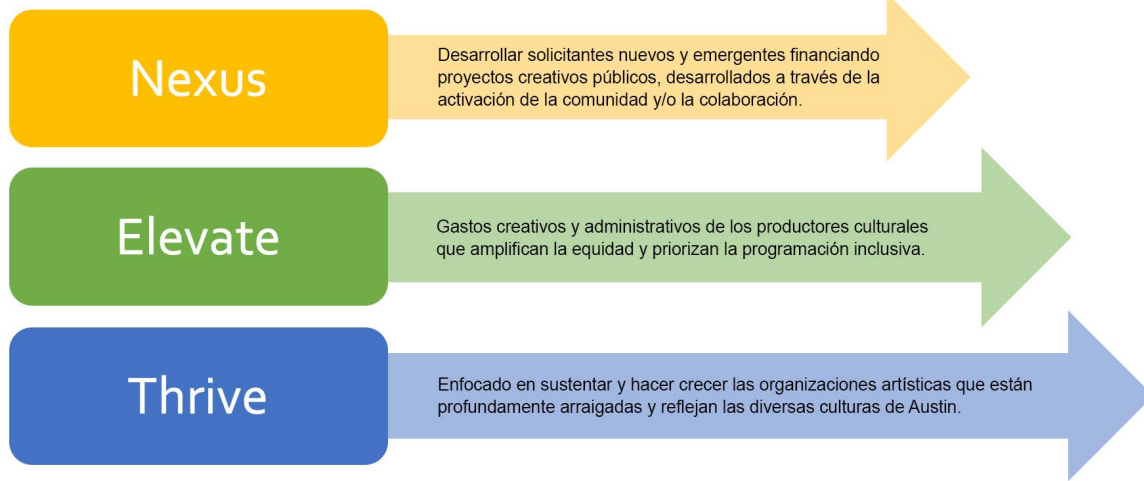 Nexus
Desarrollar solicitantes nuevos y emergentes financiando
proyectos creativos públicos, desarrollados a través de la
activación de la comunidad y/o la colaboración.
Elevate
Gastos creativos y administrativos de los productores culturales
que amplifican la equidad y priorizan la programación inclusiva.
Thrive
Enfocado en sustentar y hacer crecer las organizaciones artísticas que están
profundamente arraigadas y reflejan las diversas culturas de Austin.